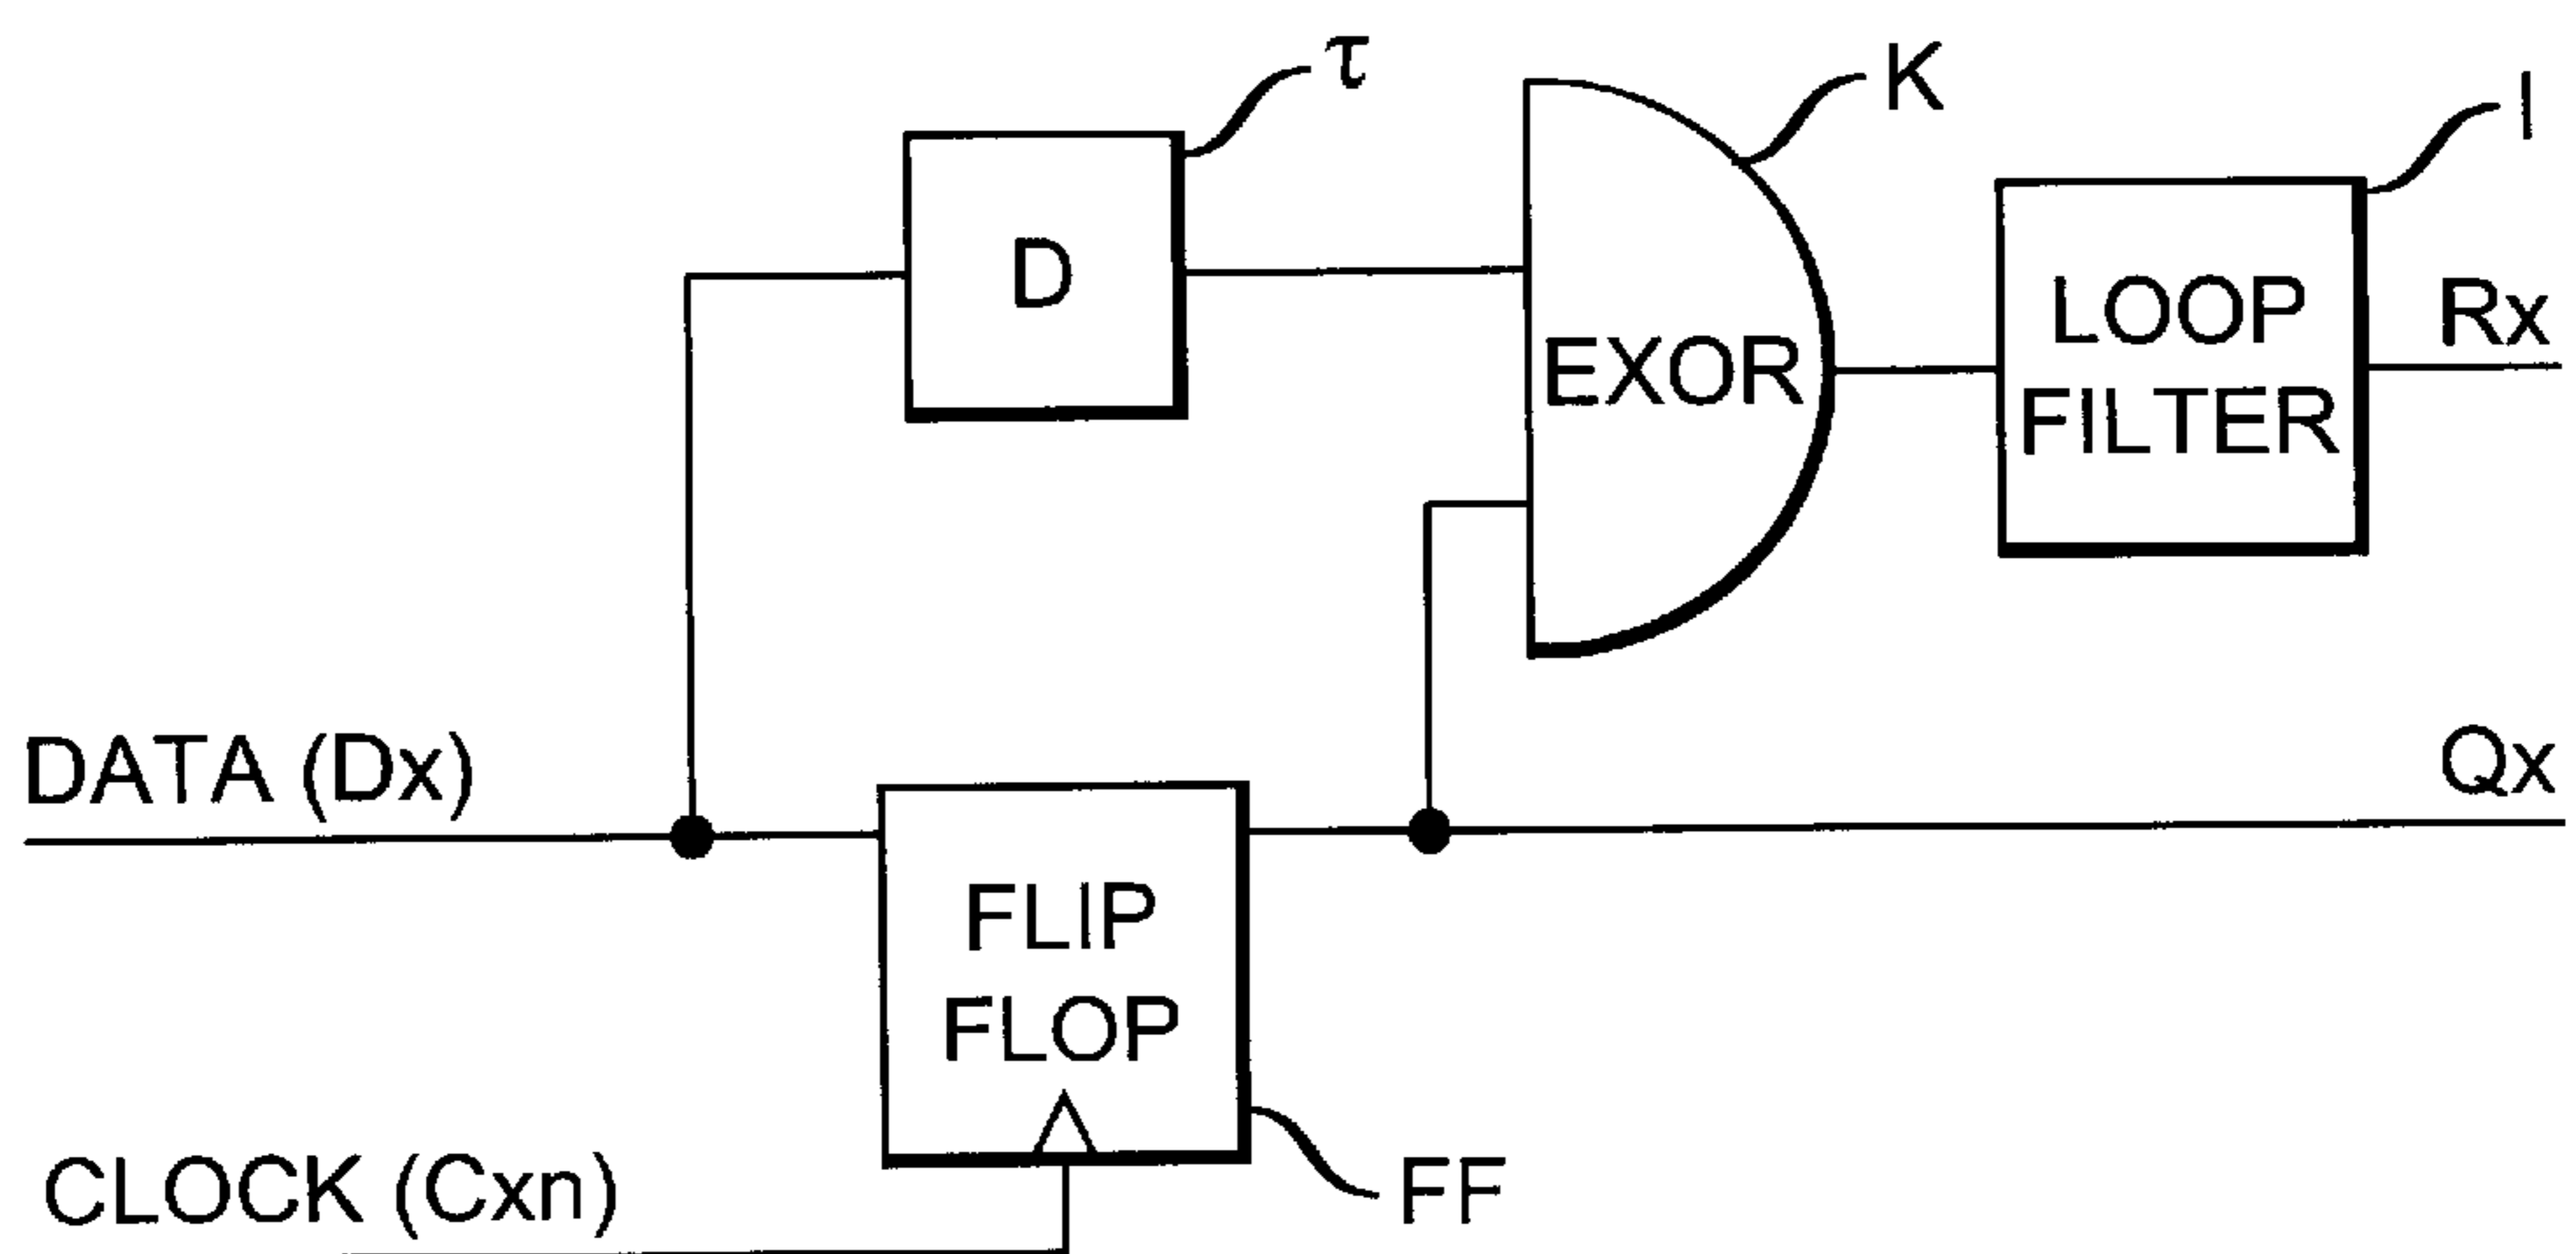 τ
K
I
D
EXOR
LOOP
FILTER
Rx
DATA (Dx)
Qx
FLIP
FLOP
CLOCK (Cxn)
FF